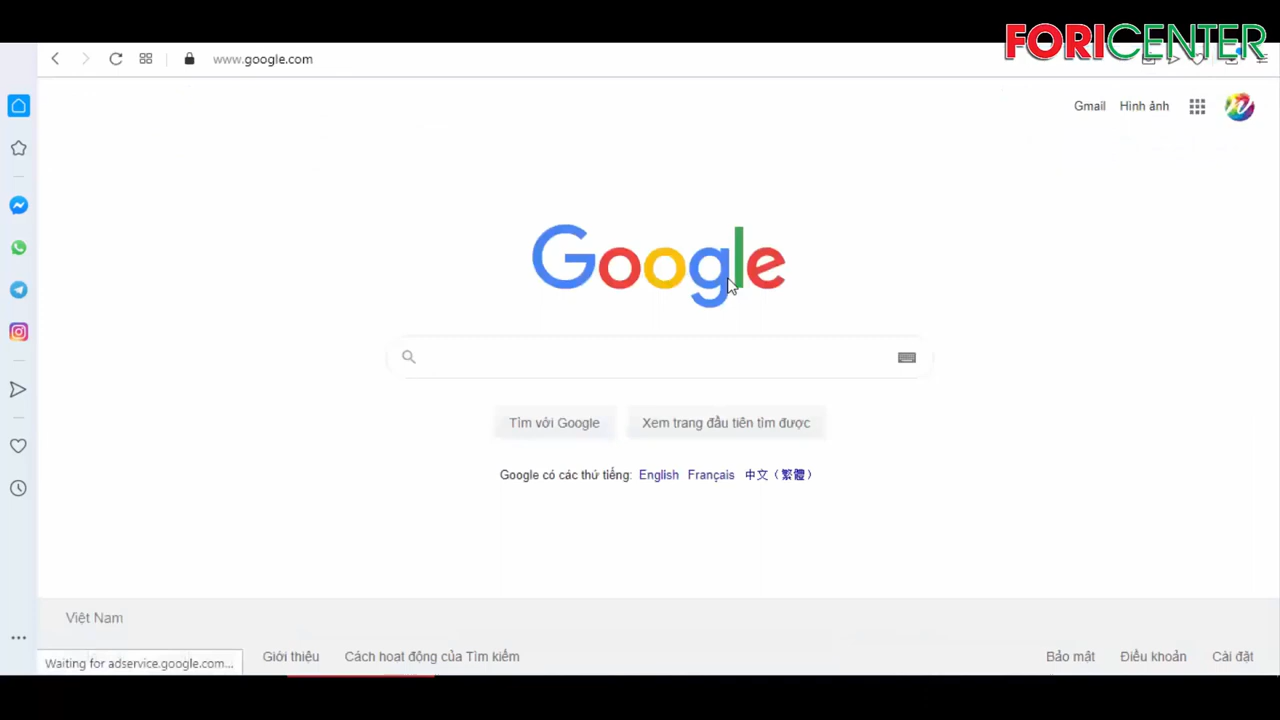 FORICENTER
www.google.com
Gmail Hình ảnh
Google
Tìm với Google Xem trang đầu tiên tìm được
Google có các thứ tiếng: English Français 中文（繁體）
Việt Nam
Waiting for adservice.google.com...
Giới thiệu Cách hoạt động của Tìm kiếm Bảo mật Điều khoản Cài đặt